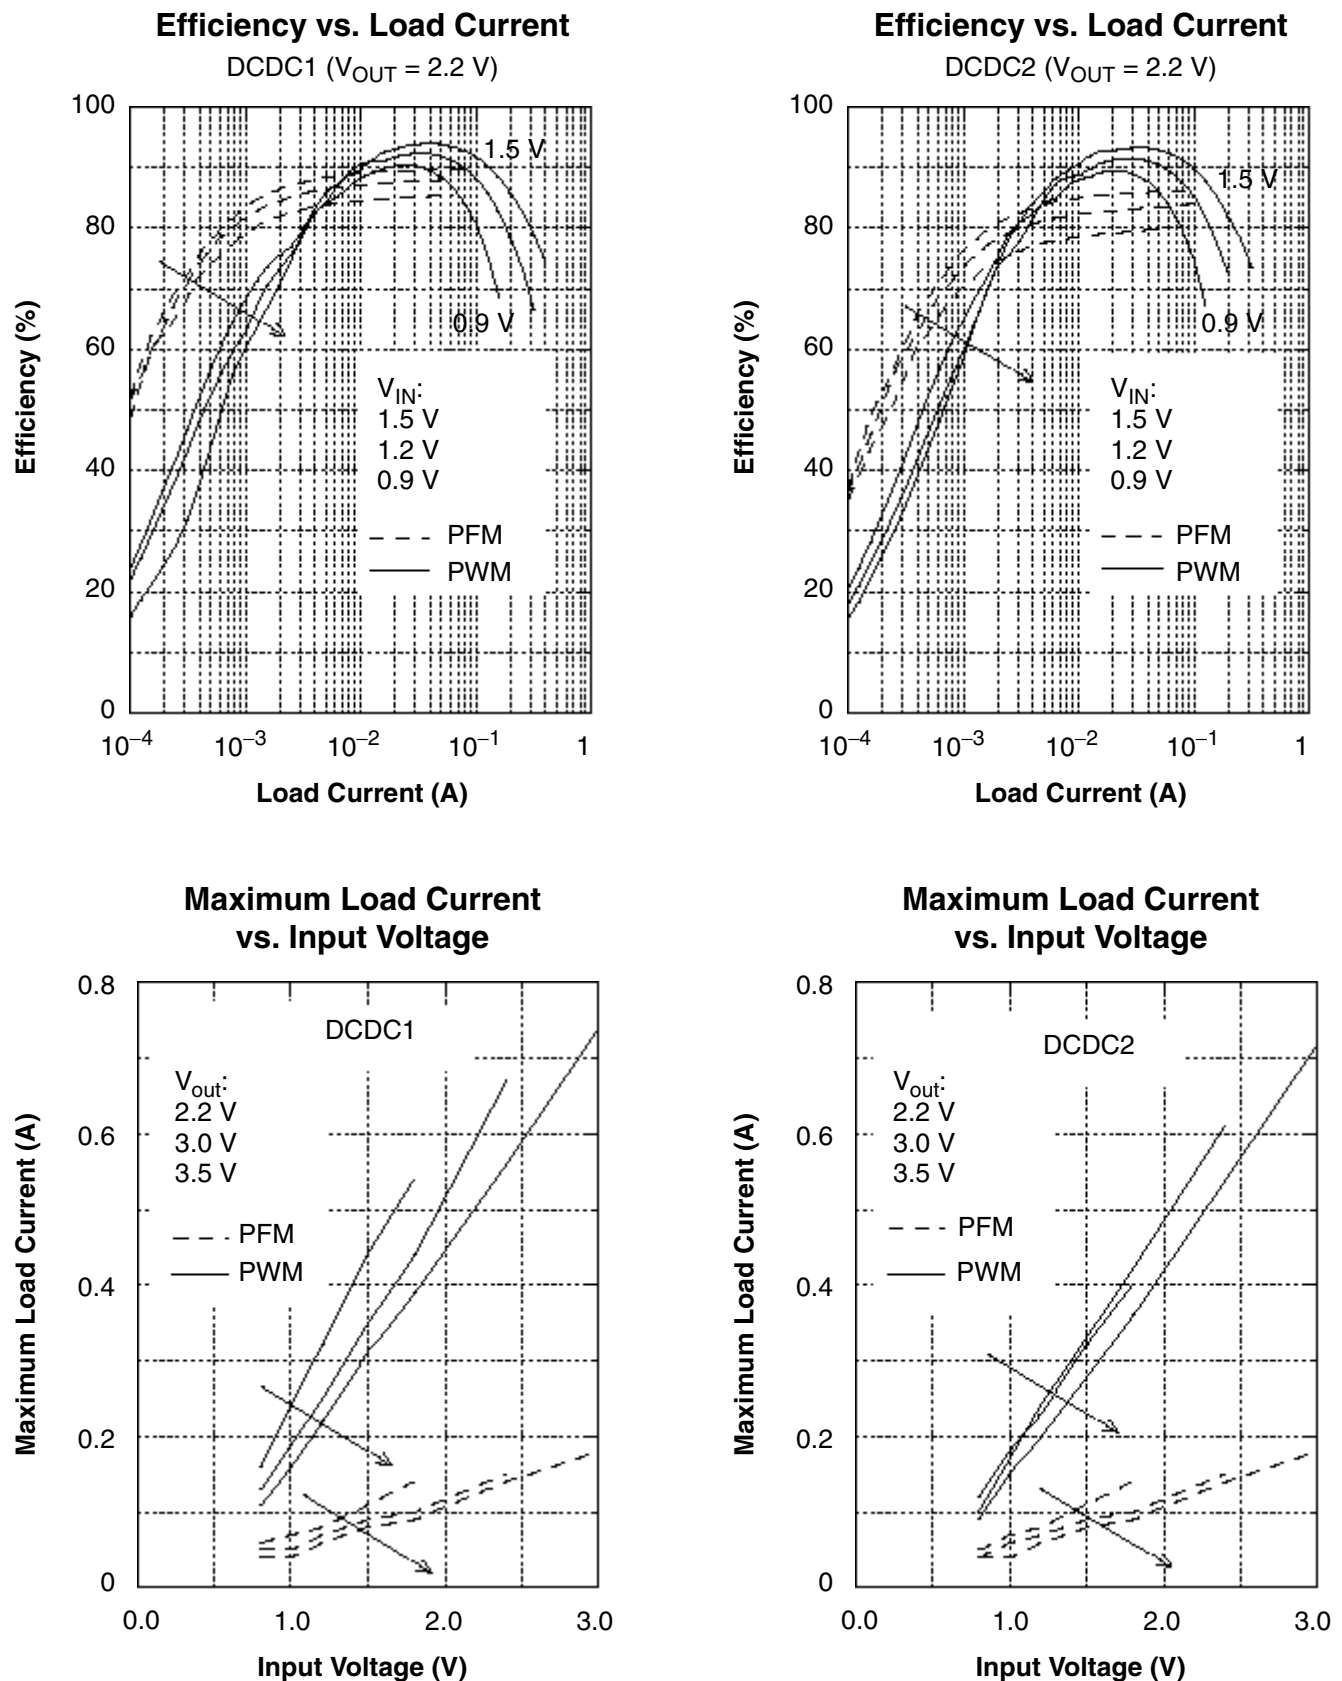 Efficiency vs. Load Current
DCDC1 (VOUT = 2.2 V)
100
80
60
40
20
0
Efficiency (%)
1.5 V
0.9 V
VIN:
1.5 V
1.2 V
0.9 V
PFM
PWM
10–4
10–3
10–2
10–1
1
Load Current (A)
Efficiency vs. Load Current
DCDC2 (VOUT = 2.2 V)
100
80
60
40
20
0
Efficiency (%)
1.5 V
0.9 V
VIN:
1.5 V
1.2 V
0.9 V
PFM
PWM
10–4
10–3
10–2
10–1
1
Load Current (A)
Maximum Load Current
vs. Input Voltage
0.8
0.6
0.4
0.2
0
Maximum Load Current (A)
DCDC1
Vout:
2.2 V
3.0 V
3.5 V
PFM
PWM
0.0
1.0
2.0
3.0
Input Voltage (V)
Maximum Load Current
vs. Input Voltage
0.8
0.6
0.4
0.2
0
Maximum Load Current (A)
DCDC2
Vout:
2.2 V
3.0 V
3.5 V
PFM
PWM
0.0
1.0
2.0
3.0
Input Voltage (V)